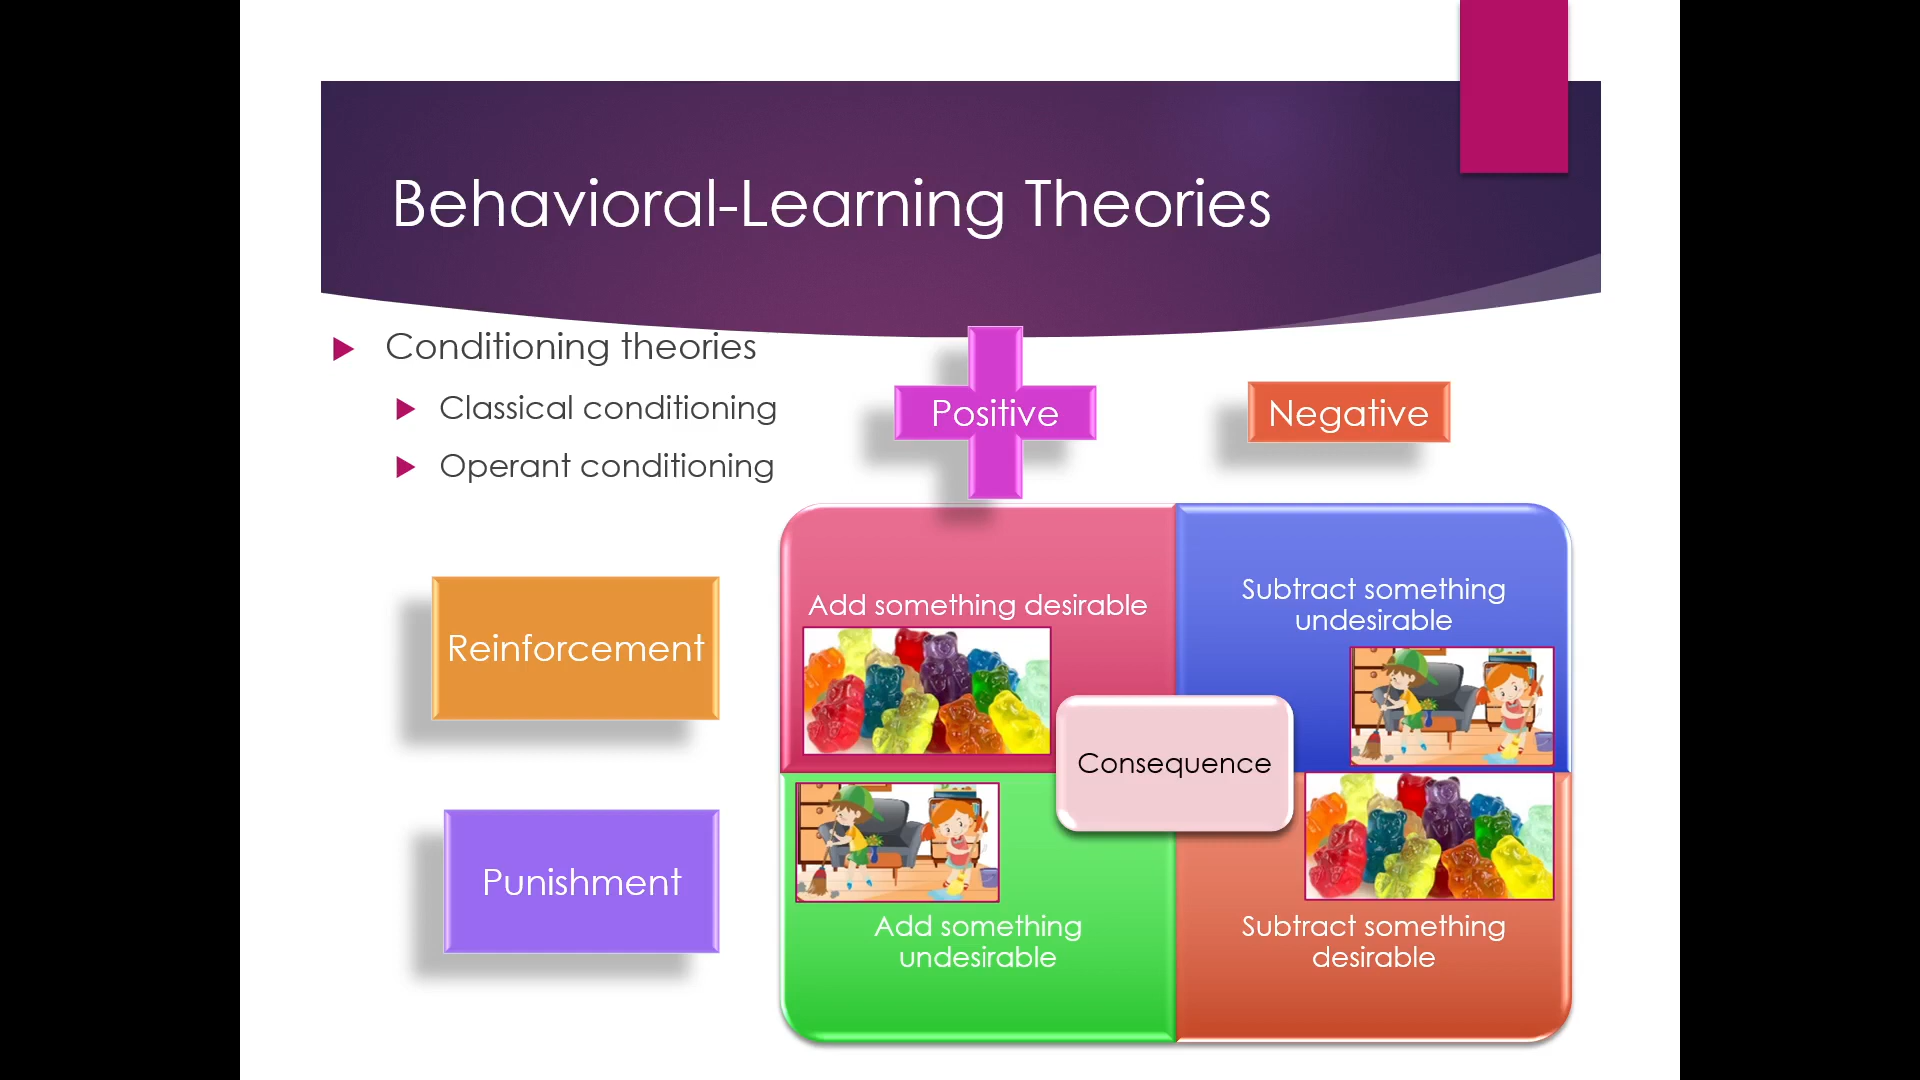 Behavioral-Learning Theories
Conditioning theories
Classical conditioning
Operant conditioning
Positive
Negative
Reinforcement
Add something desirable
Subtract something
undesirable
Consequence
Punishment
Add something
undesirable
Subtract something
desirable